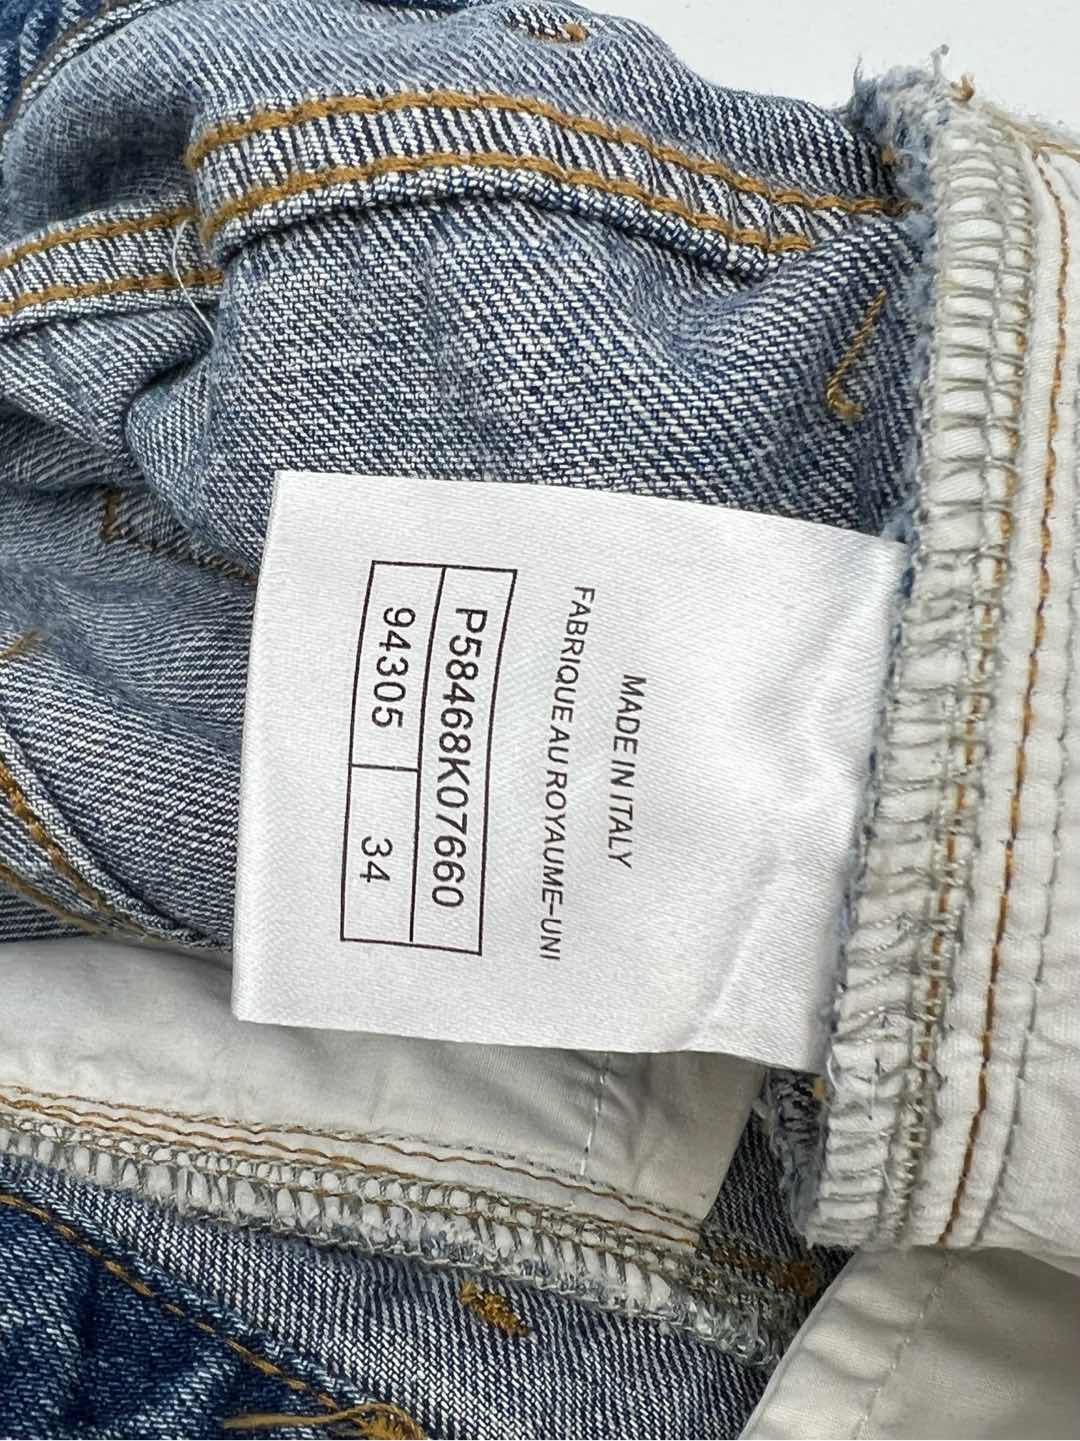 MADE IN ITALY
FABRIQUE AU ROYAUME-UNI
P58468K07660
94305 34